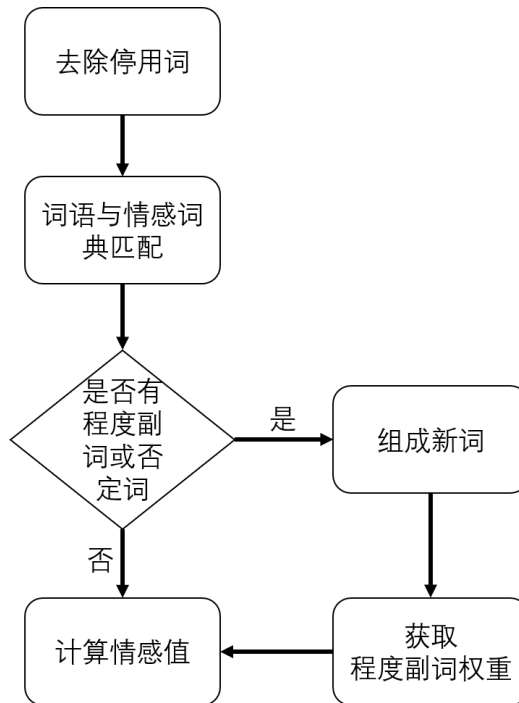 去除停用词
词语与情感词
典匹配
是否有
程度副
词或否
定词
是
组成新词
否
计算情感值
获取
程度副词权重